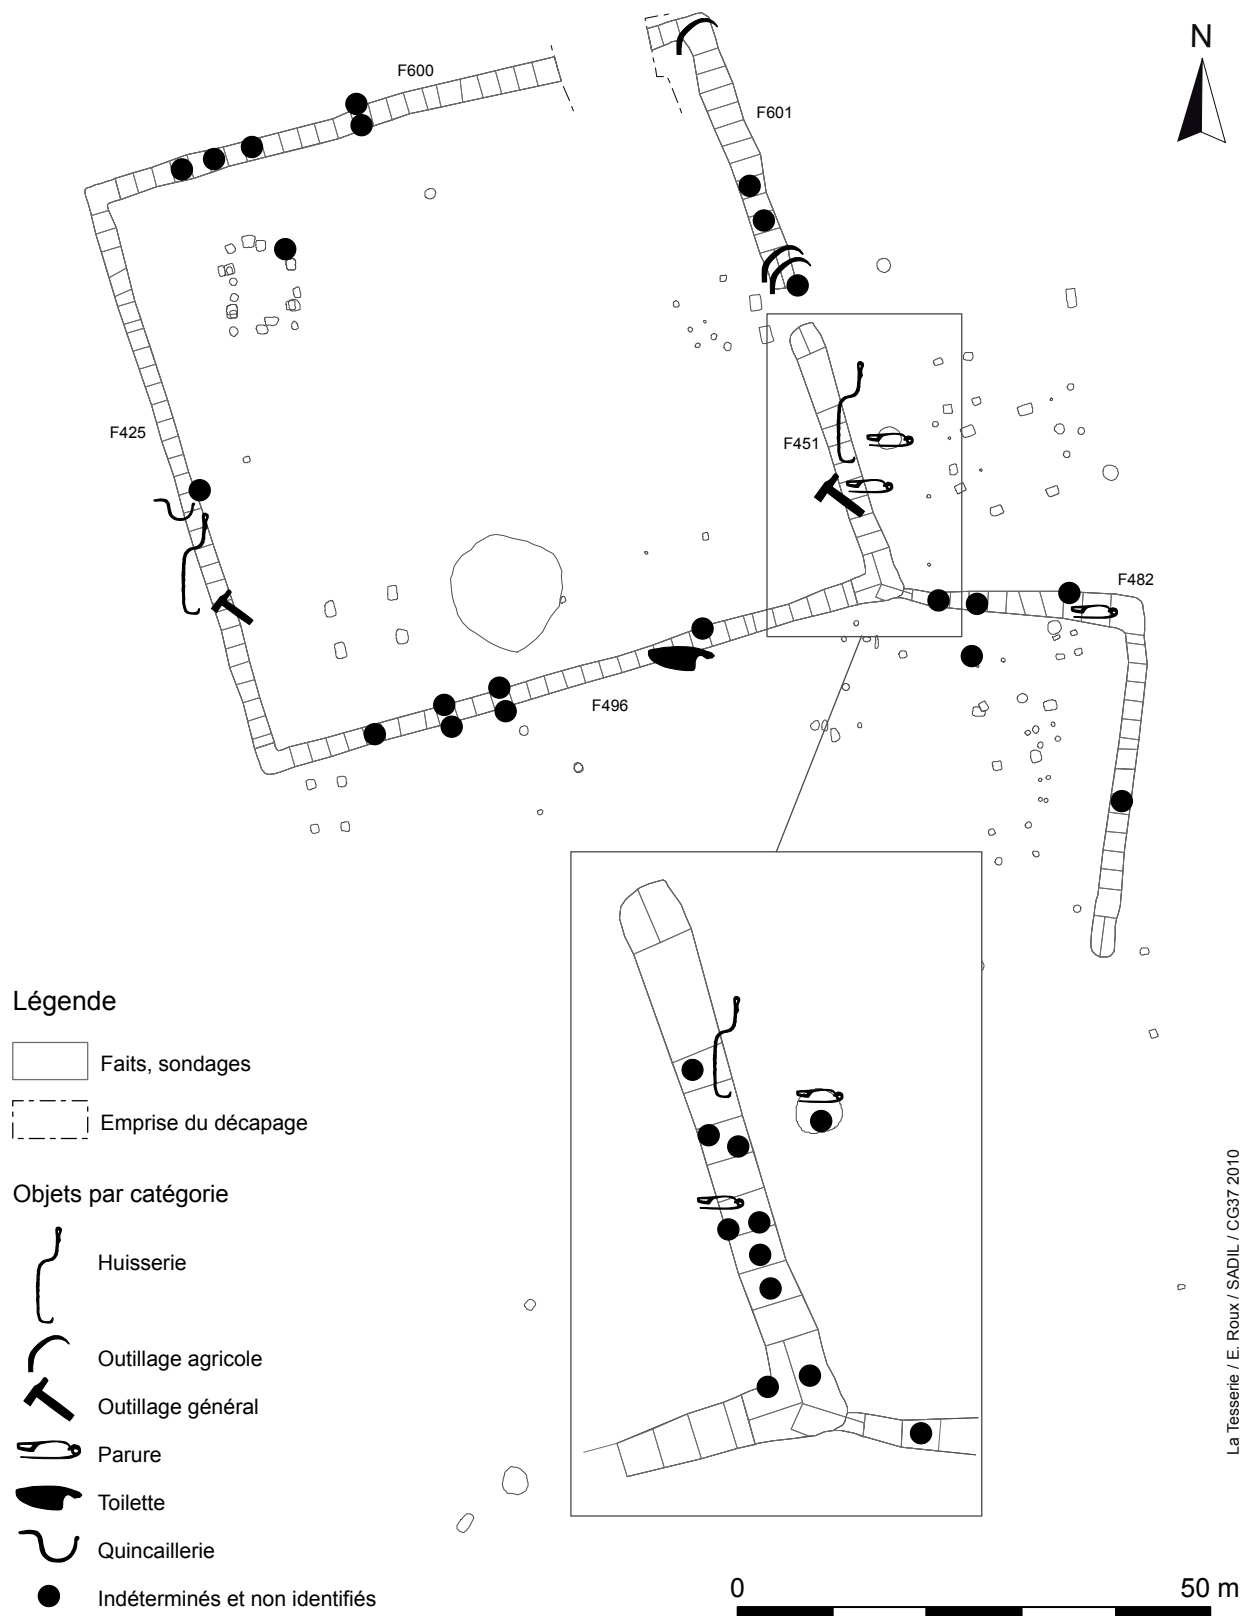 N
F600
F601
F425
F451
F482
F496
Légende
Faits, sondages
Emprise du décapage
Objets par catégorie
Huisserie
Outillage agricole
Outillage général
Parure
Toilette
Quincaillerie
Indéterminés et non identifiés
0 50 m
La Tesserie / E. Roux / SADIL / CG37 2010